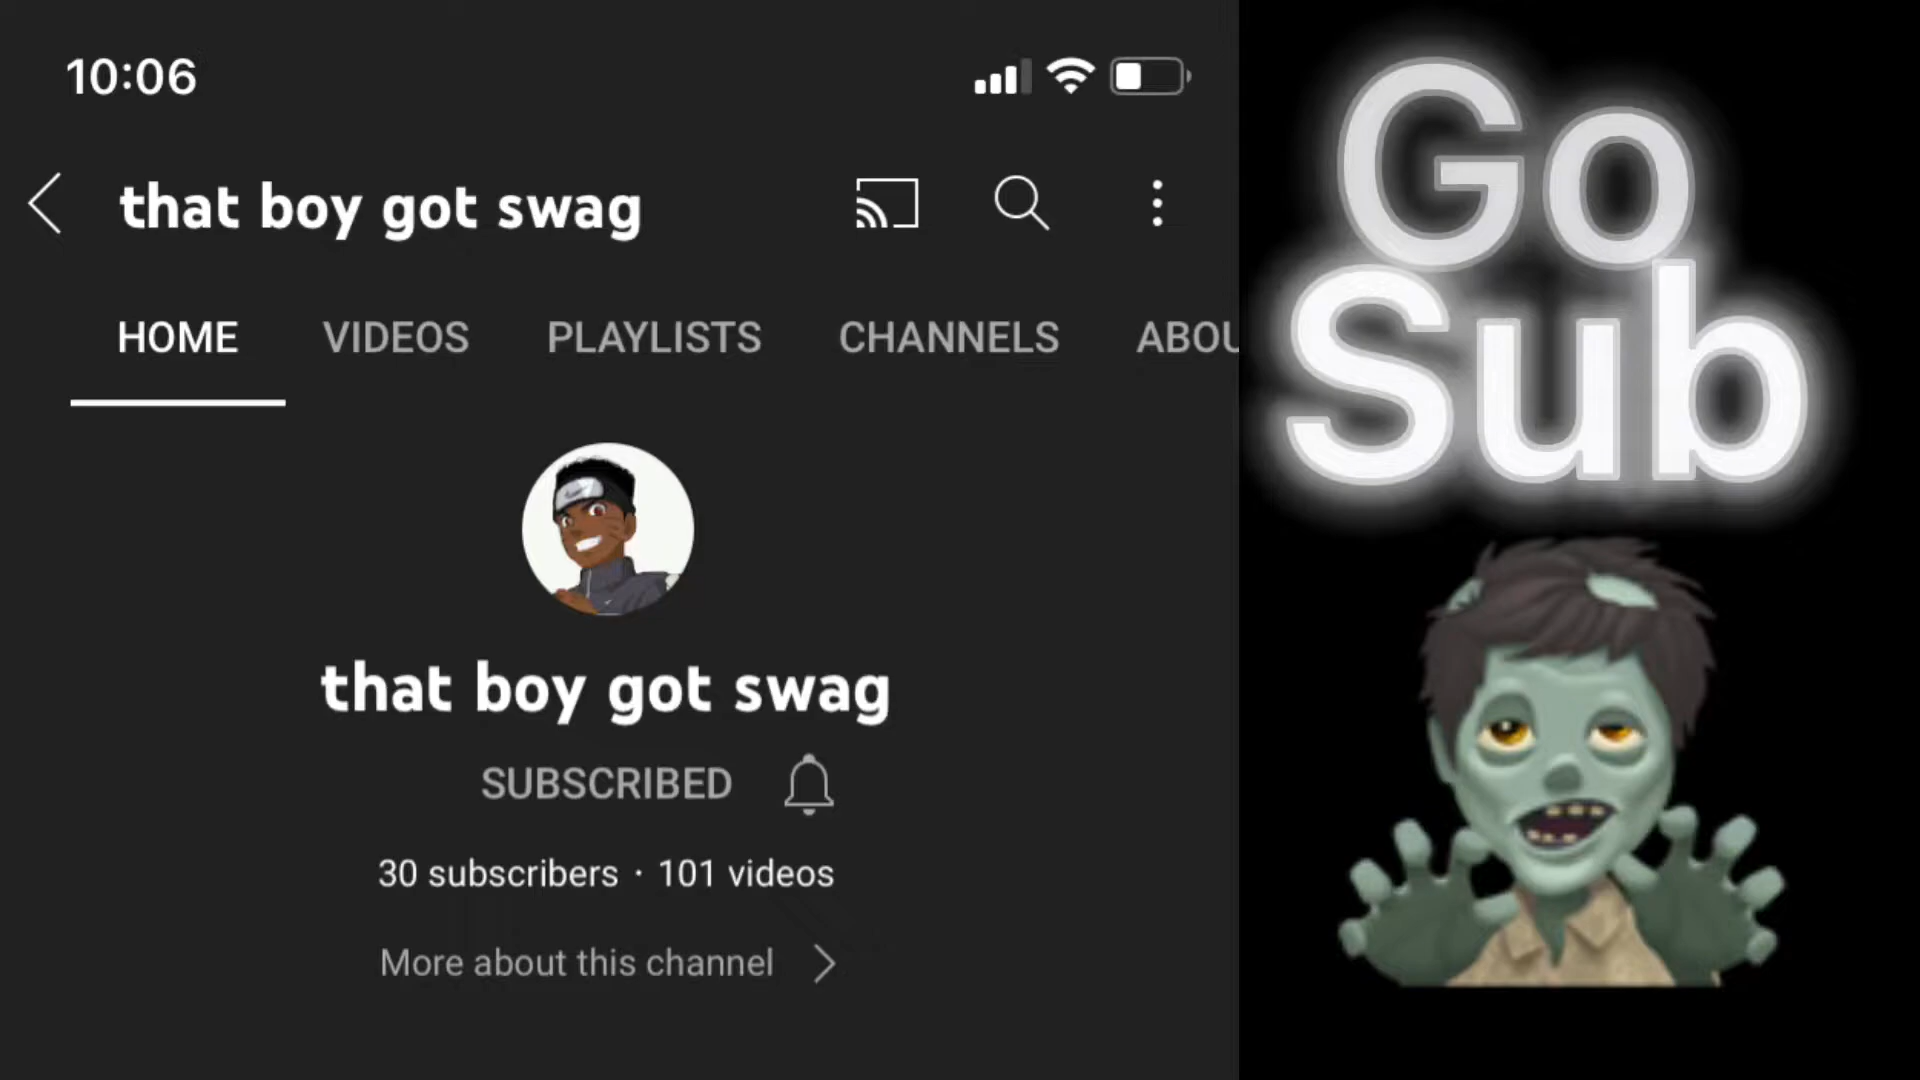 10:06
that boy got swag
HOME VIDEOS PLAYLISTS CHANNELS ABOU
that boy got swag
SUBSCRIBED
30 subscribers · 101 videos
More about this channel
Go
Sub